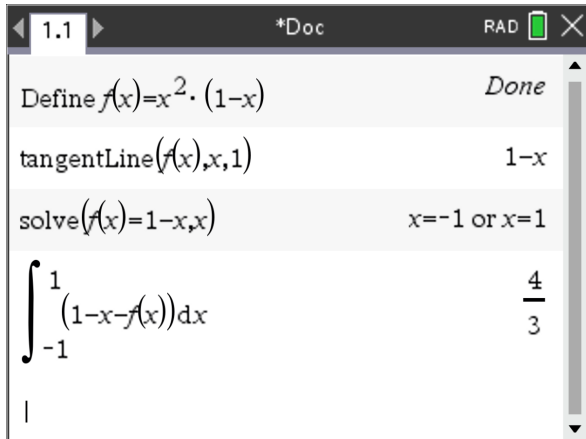 1.1 *Doc RAD
Define f(x)=x²·(1−x) Done
tangentLine(f(x),x,1) 1−x
solve(f(x)=1−x,x) x=−1 or x=1
∫₋₁¹(1−x−f(x))dx 4/3